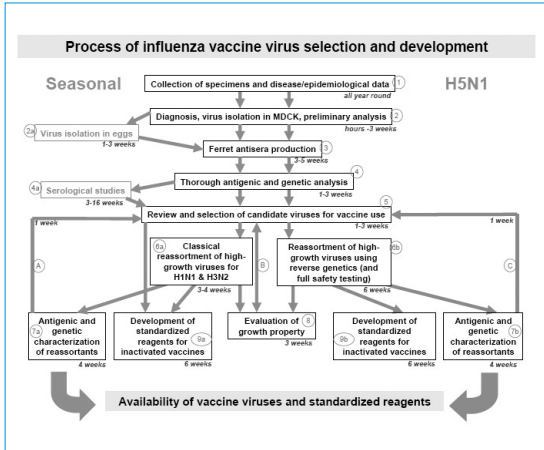 Process of influenza vaccine virus selection and development
Seasonal
H5N1
Collection of specimens and disease/epidemiological data
1
all year round
Diagnosis, virus isolation in MDCK, preliminary analysis
2
hours -3 weeks
2a
Virus isolation in eggs
1-3 weeks
Ferret antisera production
3
3-5 weeks
4
Thorough antigenic and genetic analysis
1-3 weeks
4a
Serological studies
3-16 weeks
5
Review and selection of candidate viruses for vaccine use
1-3 weeks
1 week
1 week
A
B
C
6a
Classical
reassortment of high-
growth viruses for
H1N1 & H3N2
3-4 weeks
6b
Reassortment of high-
growth viruses using
reverse genetics (and
full safety testing)
6 weeks
Antigenic and
genetic
characterization
of reassortants
7a
4 weeks
Development of
standardized
reagents for
inactivated vaccines
9a
6 weeks
Evaluation of
growth property
8
3 weeks
Development of
standardized
reagents for
inactivated vaccines
9b
6 weeks
Antigenic and
genetic
characterization
of reassortants
7b
4 weeks
Availability of vaccine viruses and standardized reagents